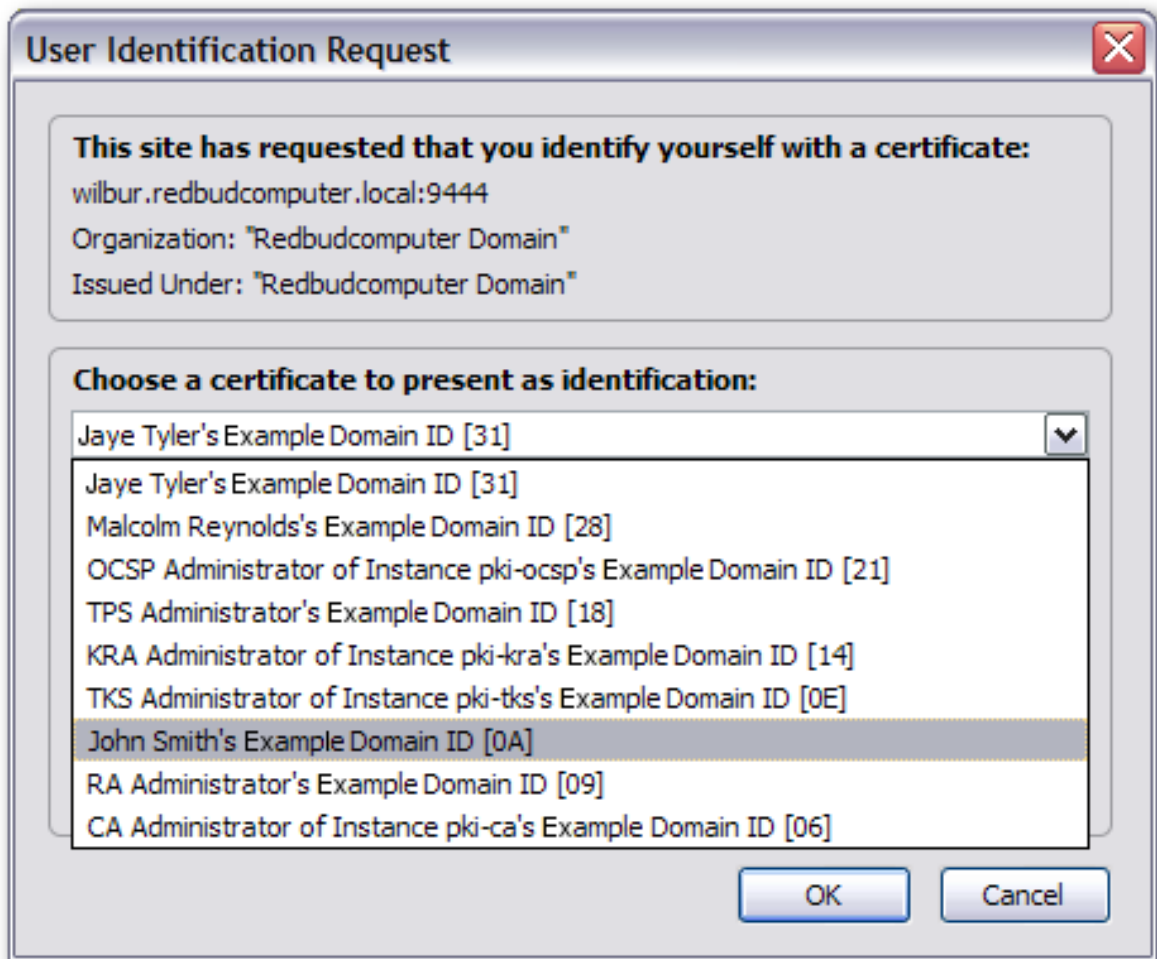 User Identification Request
This site has requested that you identify yourself with a certificate:
wilbur.redbudcomputer.local:9444
Organization: "Redbudcomputer Domain"
Issued Under: "Redbudcomputer Domain"
Choose a certificate to present as identification:
Jaye Tyler's Example Domain ID [31]
Jaye Tyler's Example Domain ID [31]
Malcolm Reynolds's Example Domain ID [28]
OCSP Administrator of Instance pki-ocsp's Example Domain ID [21]
TPS Administrator's Example Domain ID [18]
KRA Administrator of Instance pki-kra's Example Domain ID [14]
TKS Administrator of Instance pki-tks's Example Domain ID [0E]
John Smith's Example Domain ID [0A]
RA Administrator's Example Domain ID [09]
CA Administrator of Instance pki-ca's Example Domain ID [06]
OK Cancel